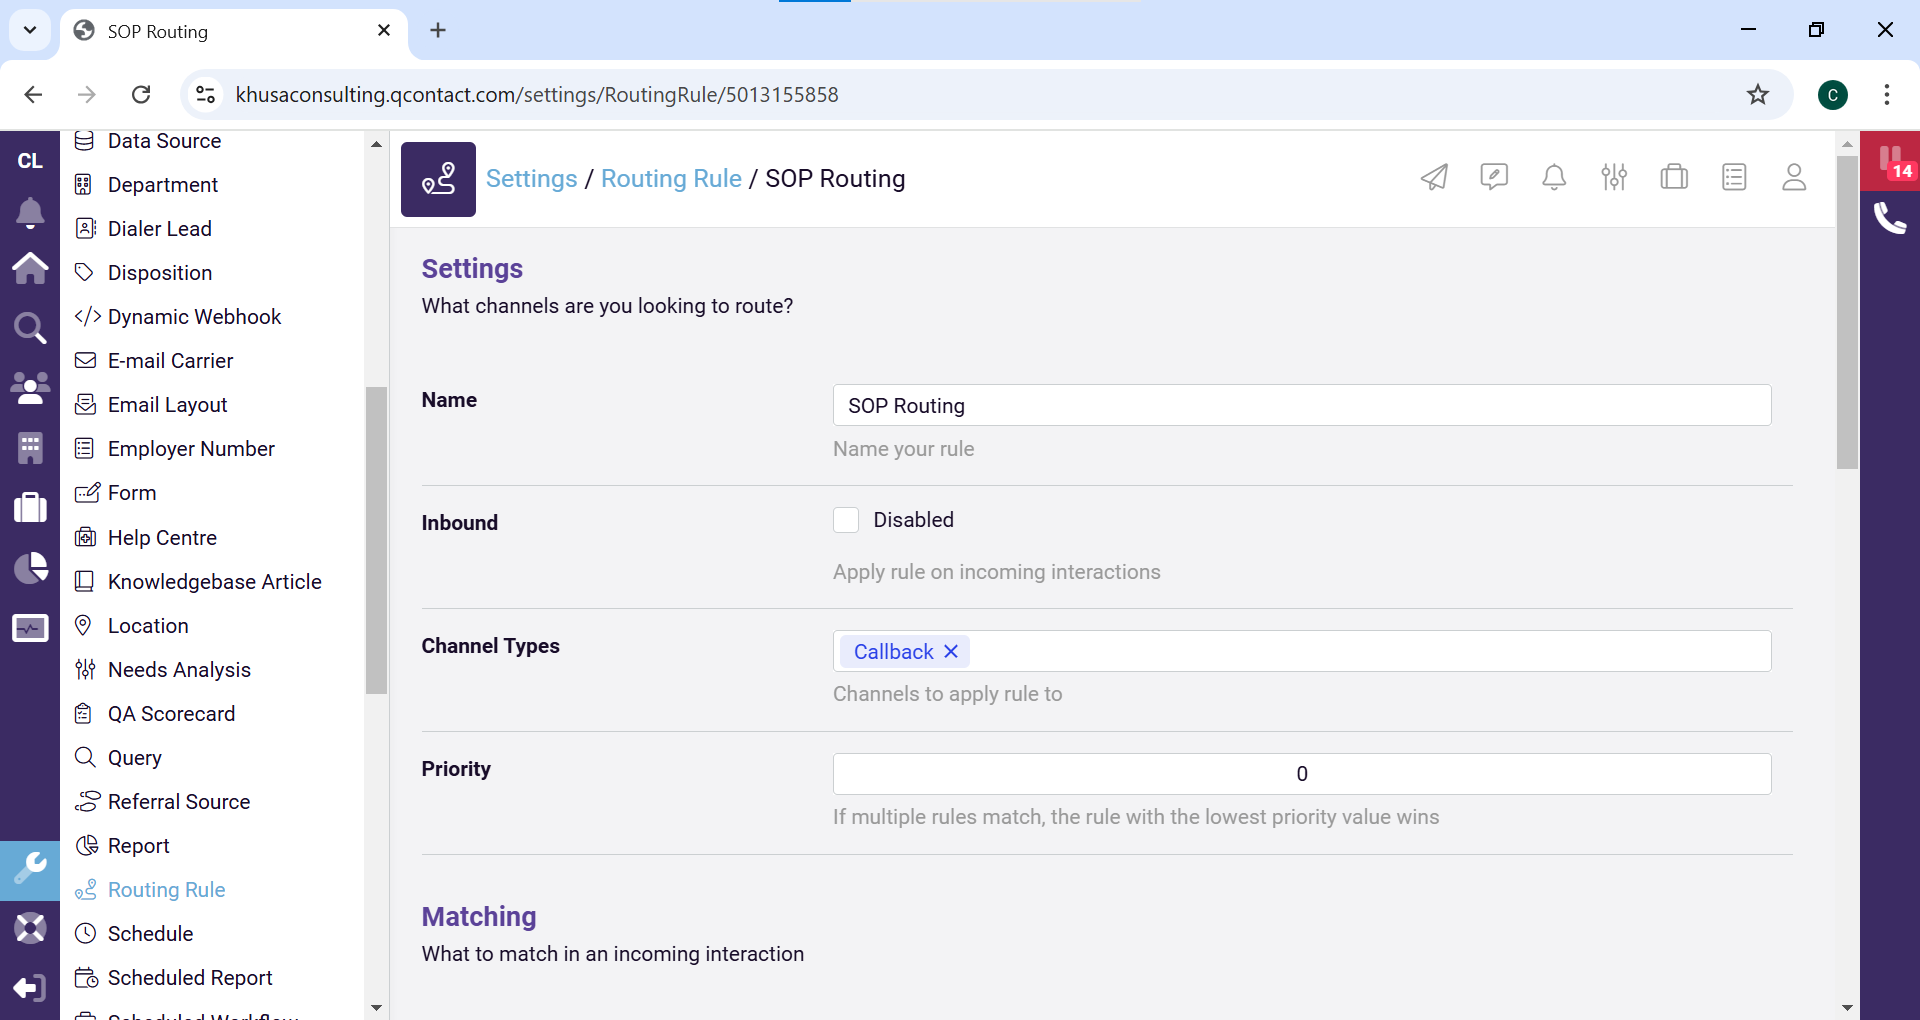 SOP Routing
khusaconsulting.qcontact.com/settings/RoutingRule/5013155858
C
CL
Data Source
Department
Dialer Lead
Disposition
Dynamic Webhook
E-mail Carrier
Email Layout
Employer Number
Form
Help Centre
Knowledgebase Article
Location
Needs Analysis
QA Scorecard
Query
Referral Source
Report
Routing Rule
Schedule
Scheduled Report
Scheduled Workflow
Settings / Routing Rule / SOP Routing
14
Settings
What channels are you looking to route?
Name
SOP Routing
Name your rule
Inbound
Disabled
Apply rule on incoming interactions
Channel Types
Callback
Channels to apply rule to
Priority
0
If multiple rules match, the rule with the lowest priority value wins
Matching
What to match in an incoming interaction